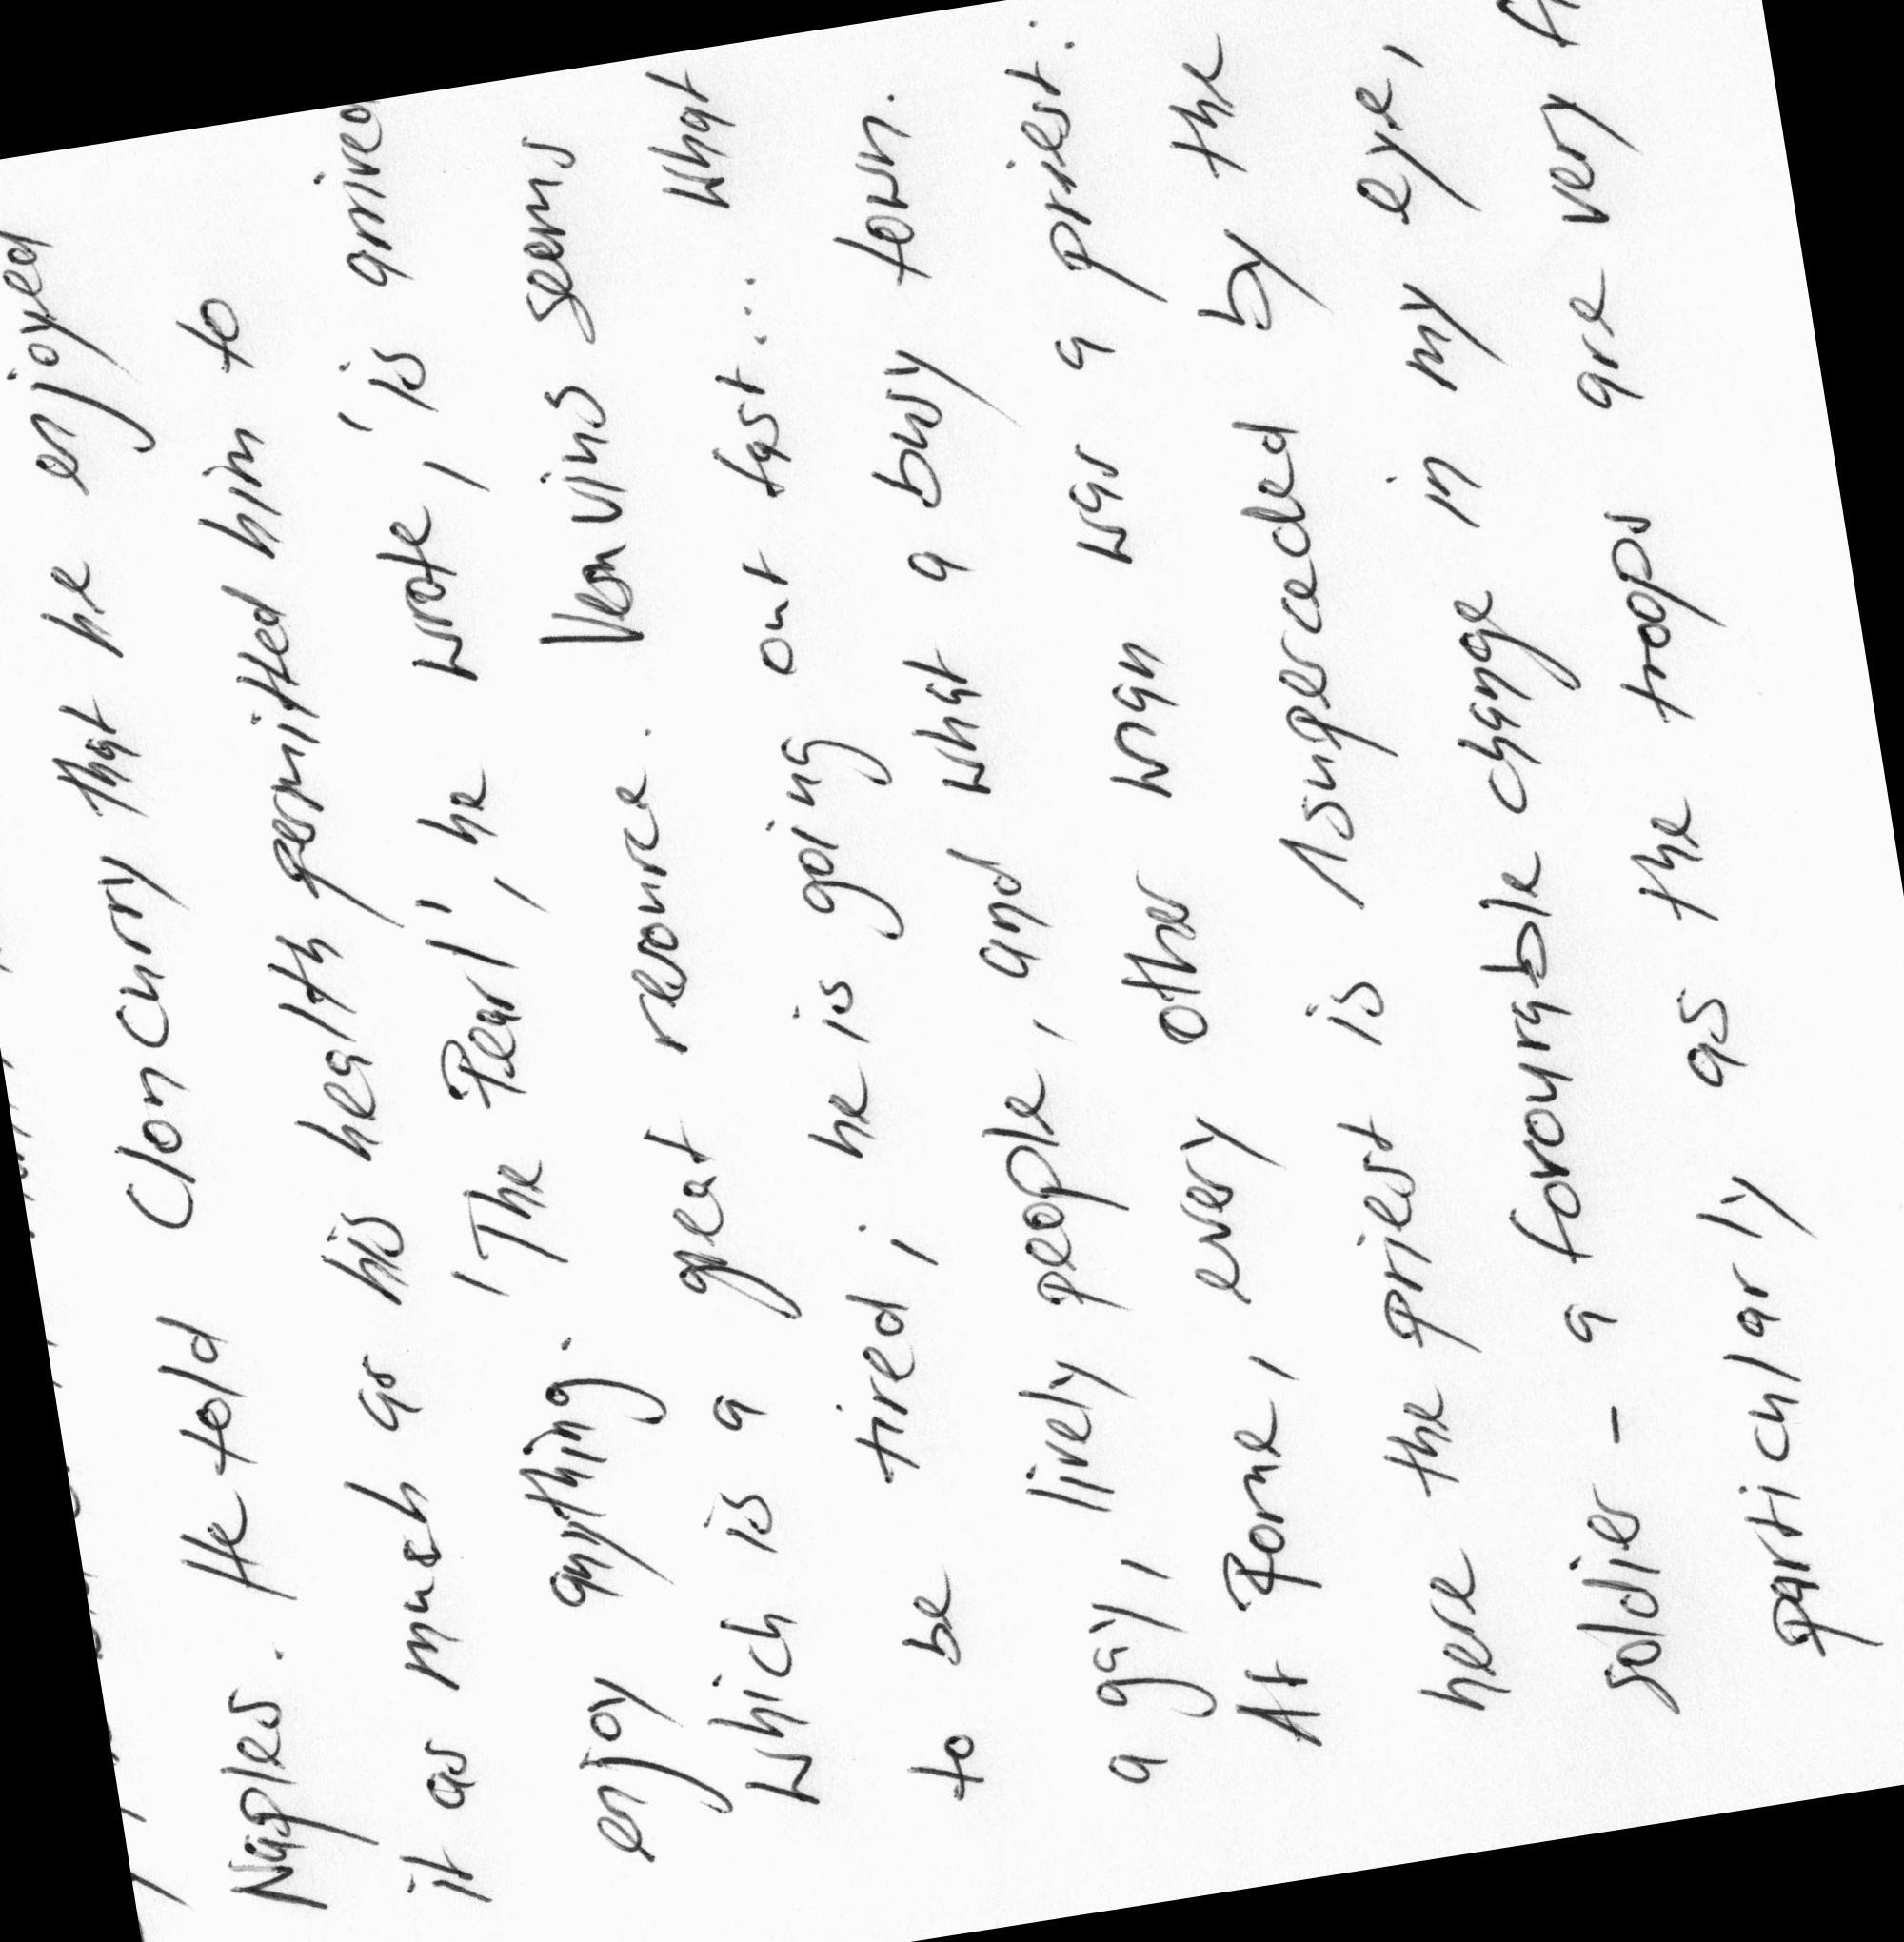 Naples. He told Cloncurry that he enjoyed
it as much as his health permitted him to
enjoy anything. 'The Pearl', he wrote, 'is arrived
which is a great resource. Vesuvius seems
to be tired; he is going out fast... What
a gay, lively people, and what a busy town.
At Rome, every other man was a priest:
here the priest is 'superceded by the
soldier - a favourable change in my eye,
particularly as the troops are very